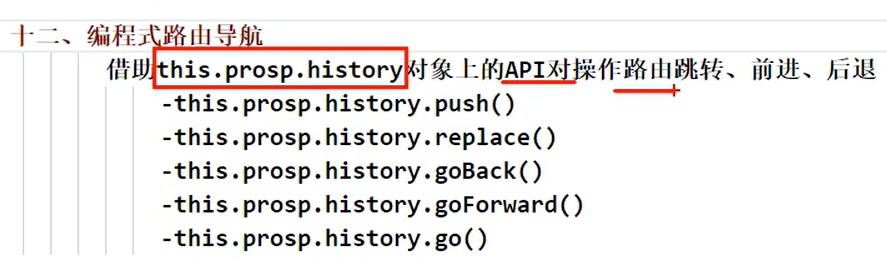 十二、编程式路由导航
借助this.prosp.history对象上的API对操作路由跳转、前进、后退
-this.prosp.history.push()
-this.prosp.history.replace()
-this.prosp.history.goBack()
-this.prosp.history.goForward()
-this.prosp.history.go()